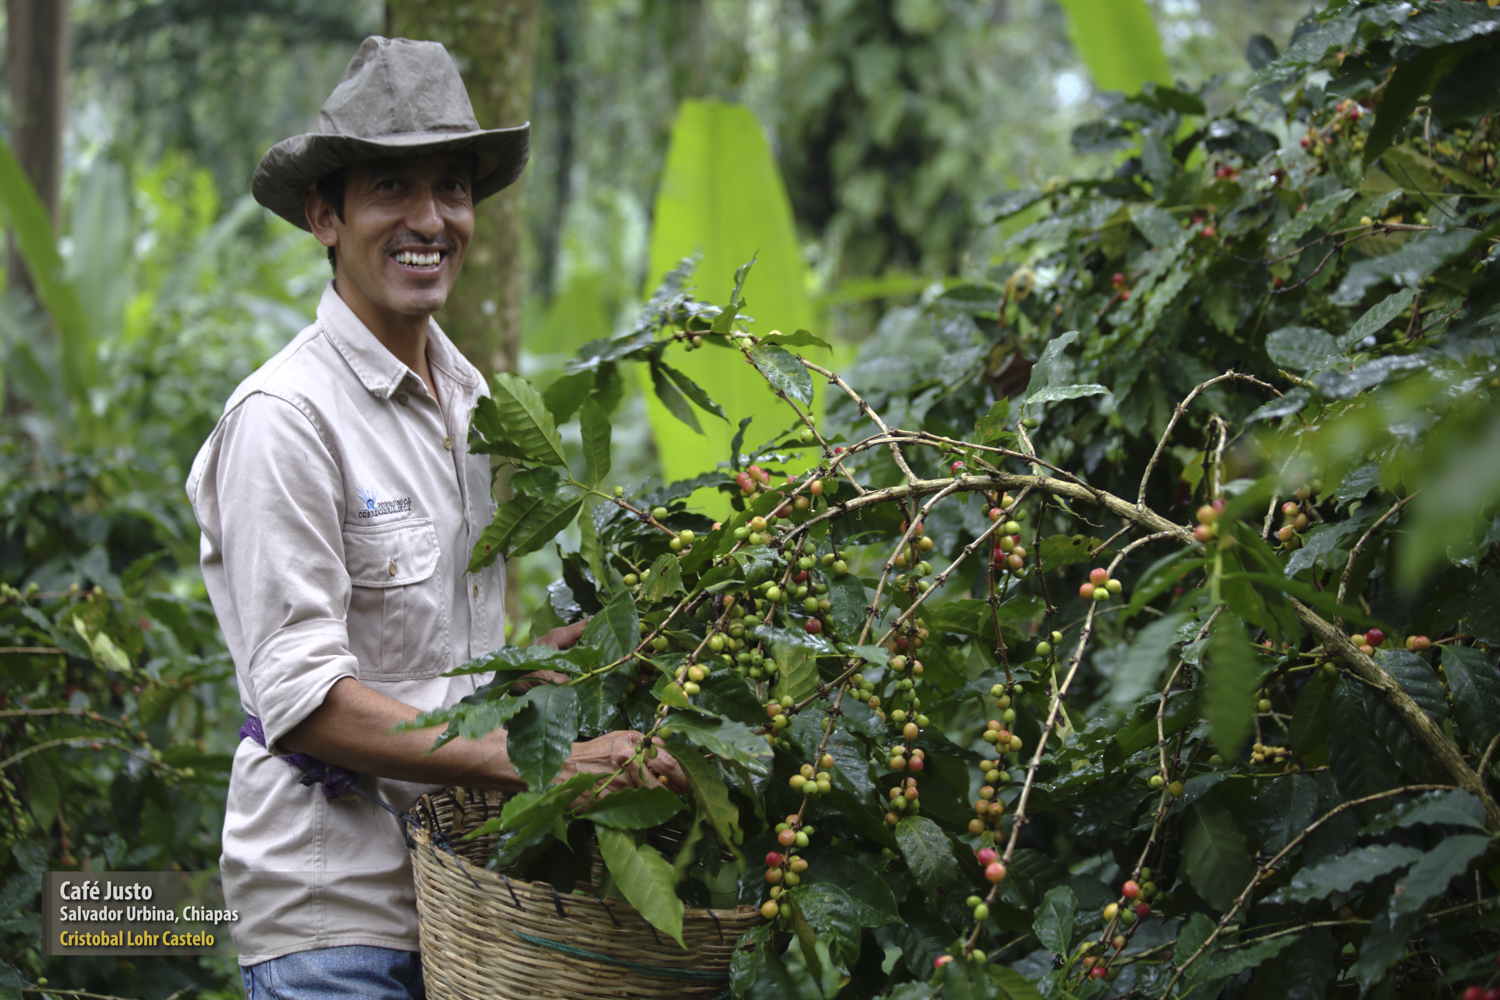 Café Justo
Salvador Urbina, Chiapas
Cristobal Lohr Castelo